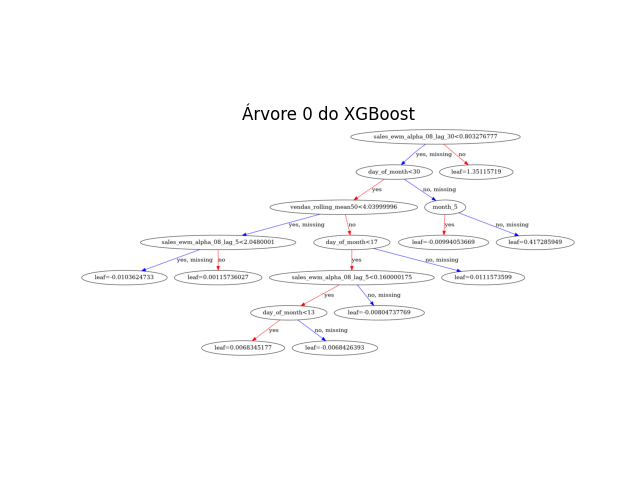 Árvore 0 do XGBoost
sales_ewm_alpha_08_lag_30<0.803276777
yes, missing
no
day_of_month<30
leaf=1.35115719
yes
no, missing
vendas_rolling_mean50<4.03999996
month_5
yes, missing
no
yes
no, missing
sales_ewm_alpha_08_lag_5<2.0480001
day_of_month<17
leaf=-0.00994053669
leaf=0.417285949
yes, missing
no
yes
no, missing
leaf=-0.0103624733
leaf=0.00115736027
sales_ewm_alpha_08_lag_5<0.160000175
leaf=0.0111573599
yes
no, missing
day_of_month<13
leaf=-0.00804737769
yes
no, missing
leaf=0.0068345177
leaf=-0.0068426393